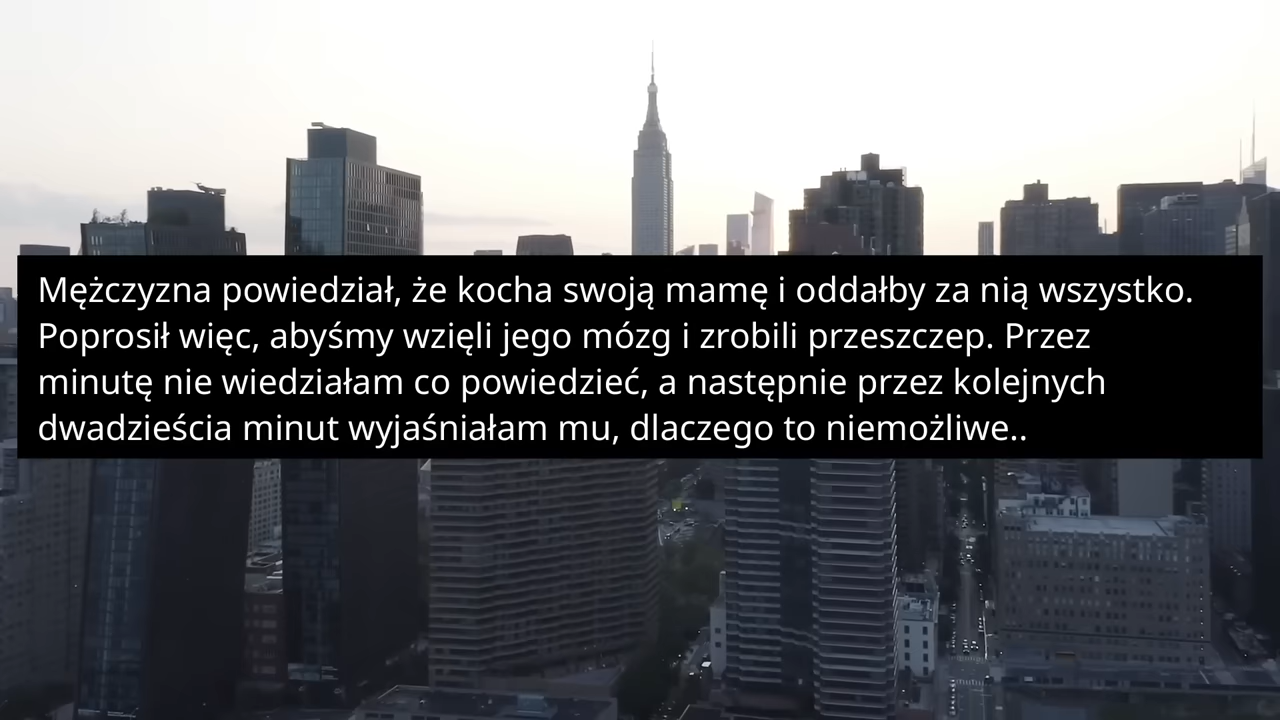 Mężczyzna powiedział, że kocha swoją mamę i oddałby za nią wszystko.
Poprosił więc, abyśmy wzięli jego mózg i zrobili przeszczep. Przez
minutę nie wiedziałam co powiedzieć, a następnie przez kolejnych
dwadzieścia minut wyjaśniałam mu, dlaczego to niemożliwe..